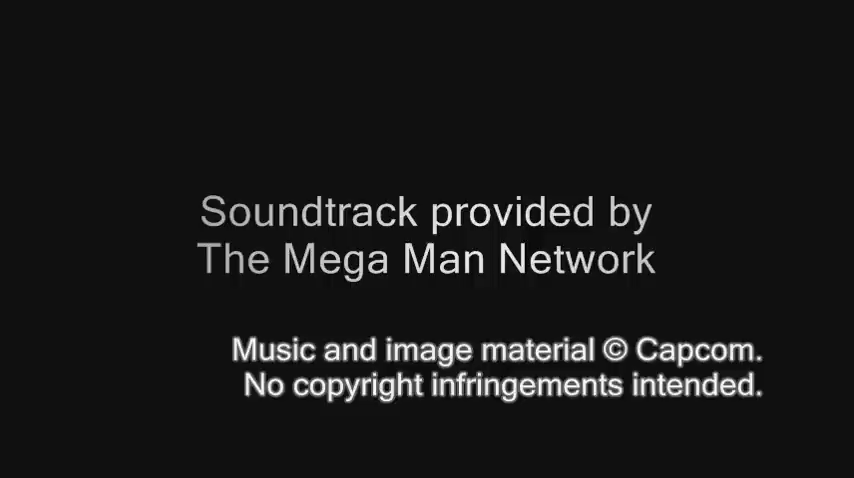 Soundtrack provided by
The Mega Man Network
Music and image material © Capcom.
No copyright infringements intended.